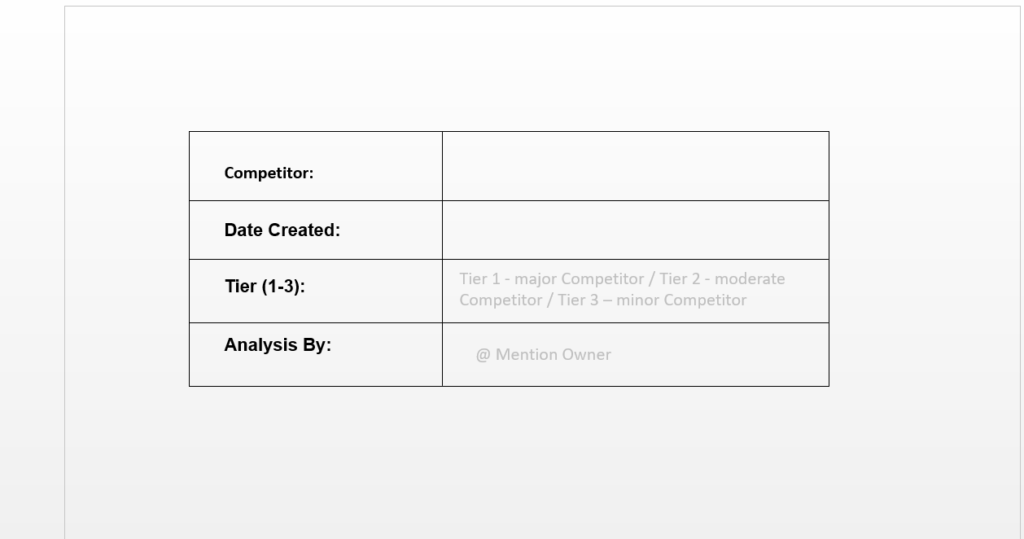 Competitor:
Date Created:
Tier (1-3):
Tier 1 - major Competitor / Tier 2 - moderate
Competitor / Tier 3 – minor Competitor
Analysis By:
@ Mention Owner